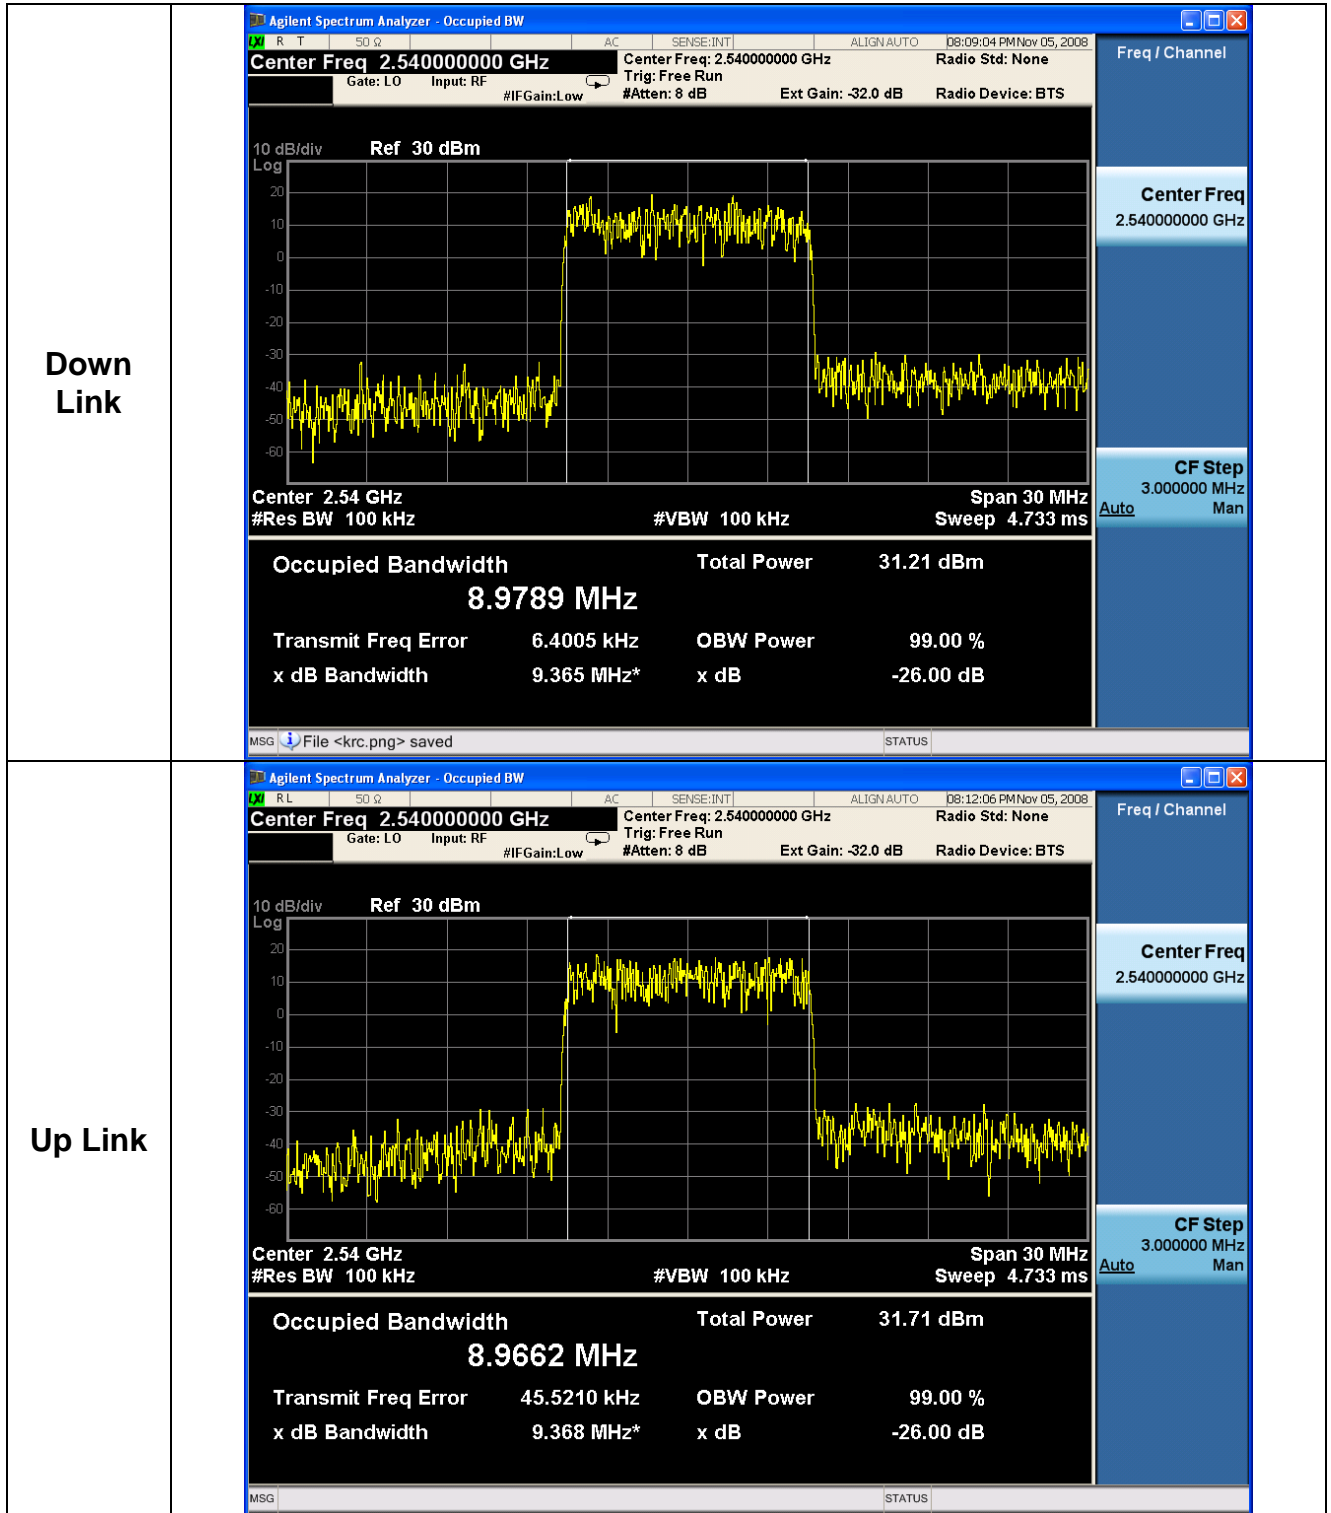 Down
Link
Agilent Spectrum Analyzer - Occupied BW
LXI R T 50 Ω AC SENSE:INT ALIGN AUTO 08:09:04 PM Nov 05, 2008
Center Freq 2.540000000 GHz
Center Freq: 2.540000000 GHz Radio Std: None
Gate: LO Input: RF Trig: Free Run
#IFGain:Low #Atten: 8 dB Ext Gain: -32.0 dB Radio Device: BTS
Freq / Channel
10 dB/div Ref 30 dBm
Log
20
10
0
-10
-20
-30
-40
-50
-60
Center Freq
2.540000000 GHz
CF Step
3.000000 MHz
Auto Man
Center 2.54 GHz Span 30 MHz
#Res BW 100 kHz #VBW 100 kHz Sweep 4.733 ms
Occupied Bandwidth Total Power 31.21 dBm
8.9789 MHz
Transmit Freq Error 6.4005 kHz OBW Power 99.00 %
x dB Bandwidth 9.365 MHz* x dB -26.00 dB
MSG File <krc.png> saved STATUS
Up Link
Agilent Spectrum Analyzer - Occupied BW
LXI R L 50 Ω AC SENSE:INT ALIGN AUTO 08:12:06 PM Nov 05, 2008
Center Freq 2.540000000 GHz
Center Freq: 2.540000000 GHz Radio Std: None
Gate: LO Input: RF Trig: Free Run
#IFGain:Low #Atten: 8 dB Ext Gain: -32.0 dB Radio Device: BTS
Freq / Channel
10 dB/div Ref 30 dBm
Log
20
10
0
-10
-20
-30
-40
-50
-60
Center Freq
2.540000000 GHz
CF Step
3.000000 MHz
Auto Man
Center 2.54 GHz Span 30 MHz
#Res BW 100 kHz #VBW 100 kHz Sweep 4.733 ms
Occupied Bandwidth Total Power 31.71 dBm
8.9662 MHz
Transmit Freq Error 45.5210 kHz OBW Power 99.00 %
x dB Bandwidth 9.368 MHz* x dB -26.00 dB
MSG STATUS